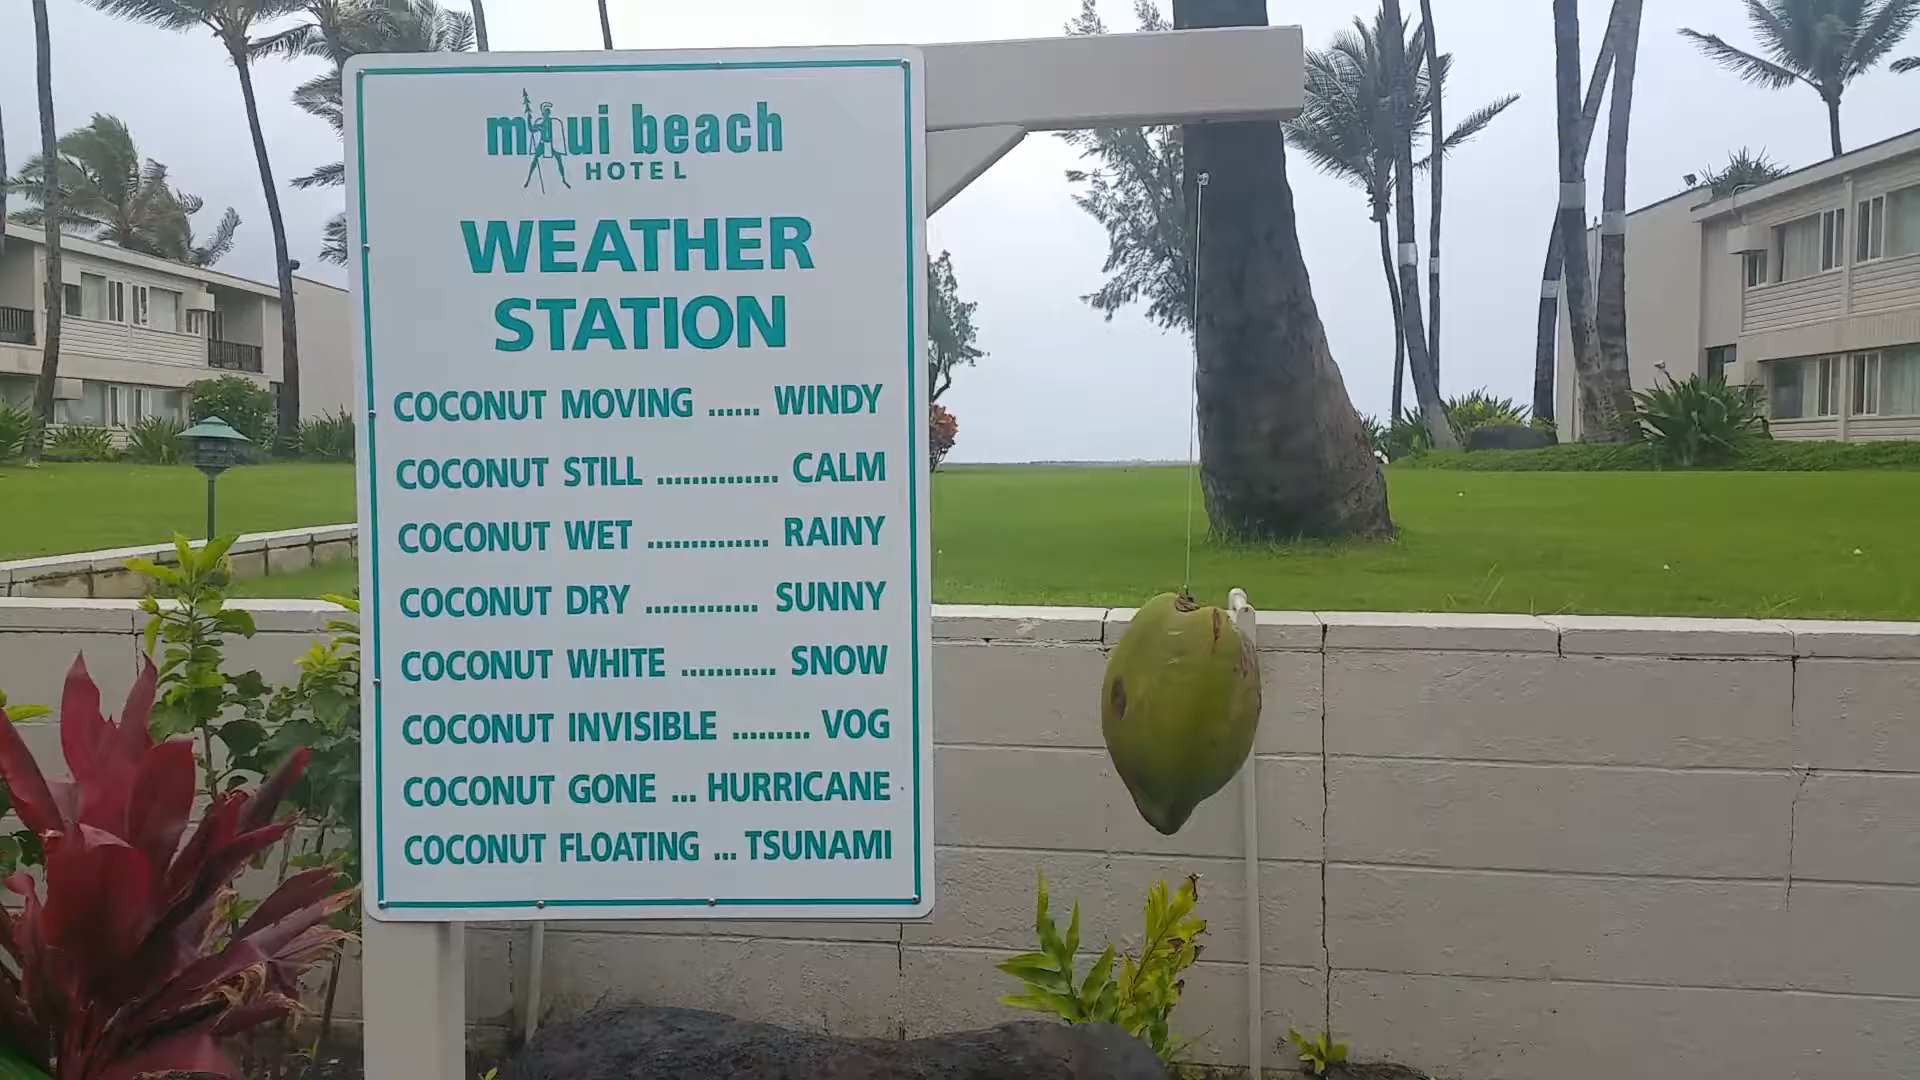 maui beach
HOTEL
WEATHER
STATION
COCONUT MOVING ...... WINDY
COCONUT STILL .............. CALM
COCONUT WET .............. RAINY
COCONUT DRY ............. SUNNY
COCONUT WHITE ........... SNOW
COCONUT INVISIBLE ......... VOG
COCONUT GONE ... HURRICANE
COCONUT FLOATING ... TSUNAMI